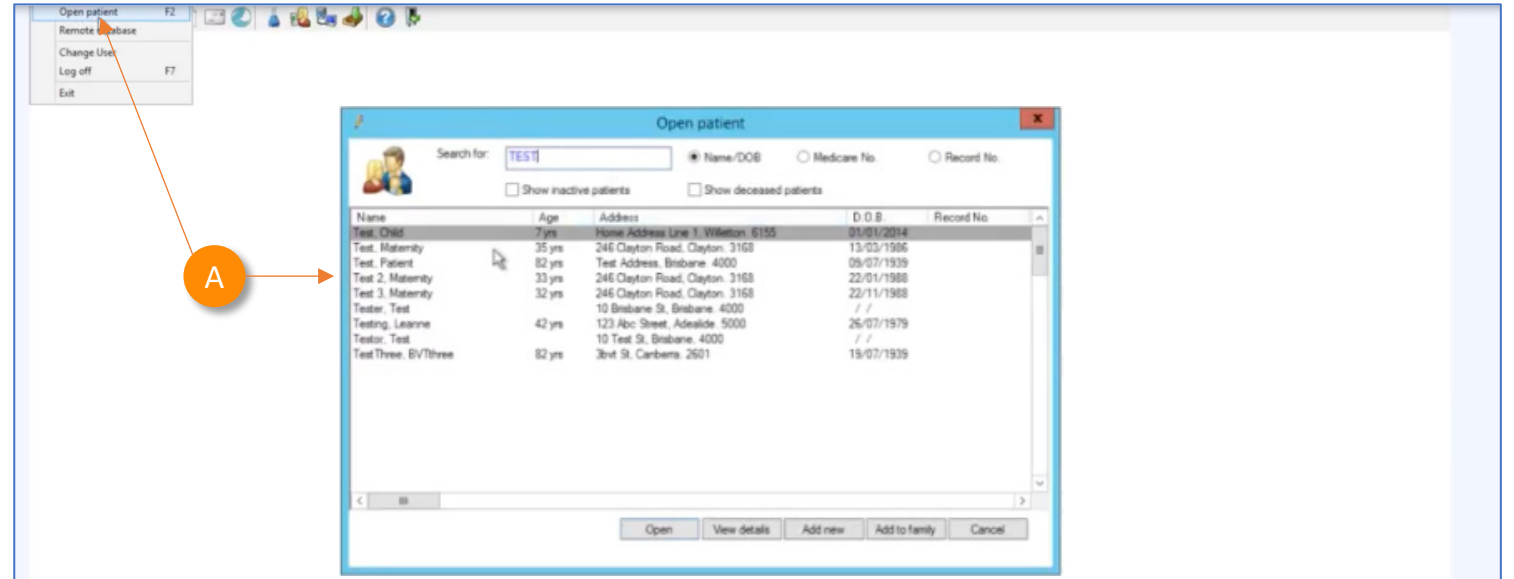 Open patient F2
Remote Database
Change User
Log off F7
Exit
Open patient
Search for: TEST Name/DOB Medicare No. Record No.
Show inactive patients Show deceased patients
Name Age Address D.O.B. Record No.
Test, Child 7 yrs Home Address Line 1, Willetton. 6155 01/01/2014
Test, Maternity 35 yrs 246 Clayton Road, Clayton. 3168 13/03/1986
Test, Patient 82 yrs Test Address, Brisbane. 4000 09/07/1939
Test 2, Maternity 33 yrs 246 Clayton Road, Clayton. 3168 22/01/1988
Test 3, Maternity 32 yrs 246 Clayton Road, Clayton. 3168 22/11/1988
Tester, Test 10 Brisbane St, Brisbane. 4000 / /
Testing, Leanne 42 yrs 123 Abc Street, Adealide. 5000 26/07/1979
Testor, Test 10 Test St, Brisbane. 4000 / /
TestThree, BVTthree 82 yrs 3bvt St, Canberra. 2601 19/07/1939
A
Open View details Add new Add to family Cancel